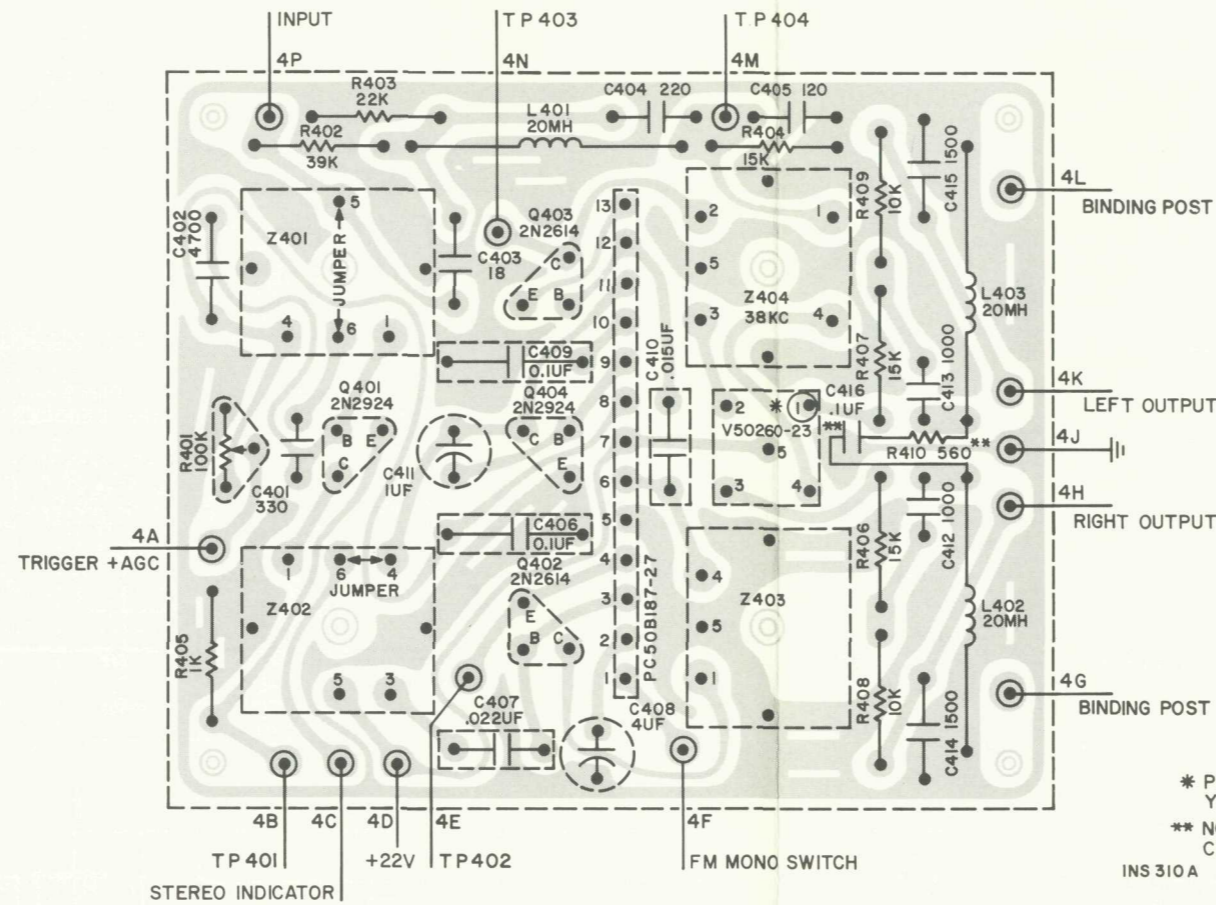 INPUT
TP403
TP404
4P
4N
4M
R403
22K
L401
20MH
C404 220
C405 120
R402
39K
R404
15K
C402
4700
Z401
5
JUMPER
4
6
1
C403
18
Q403
2N2614
C
E
B
13
12
11
10
9
8
7
6
5
4
3
2
1
PC50B187-27
2
1
5
3
Z404
38KC
4
R409
10K
C415 1500
4L
BINDING POST
L403
20MH
R407
15K
C413 1000
4K
LEFT OUTPUT
C409
0.1UF
C410
.015UF
R401
100K
C401
330
Q401
2N2924
B
E
C
C411
1UF
Q404
2N2924
C
B
E
2
*
1
V50260-23
5
3
4
C416
.1UF
**
R410 560
**
4J
4H
RIGHT OUTPUT
4A
TRIGGER +AGC
C406
0.1UF
1
6
4
JUMPER
Z402
5
3
R405
1K
Q402
2N2614
E
B
C
4
5
1
Z403
R406
15K
C412 1000
L402
20MH
R408
10K
C414 1500
4G
BINDING POST
C407
.022UF
C408
4UF
4B
4C
4D
4E
4F
TP401
+22V
TP402
FM MONO SWITCH
STEREO INDICATOR
* P
Y
** NO
C
INS 310A